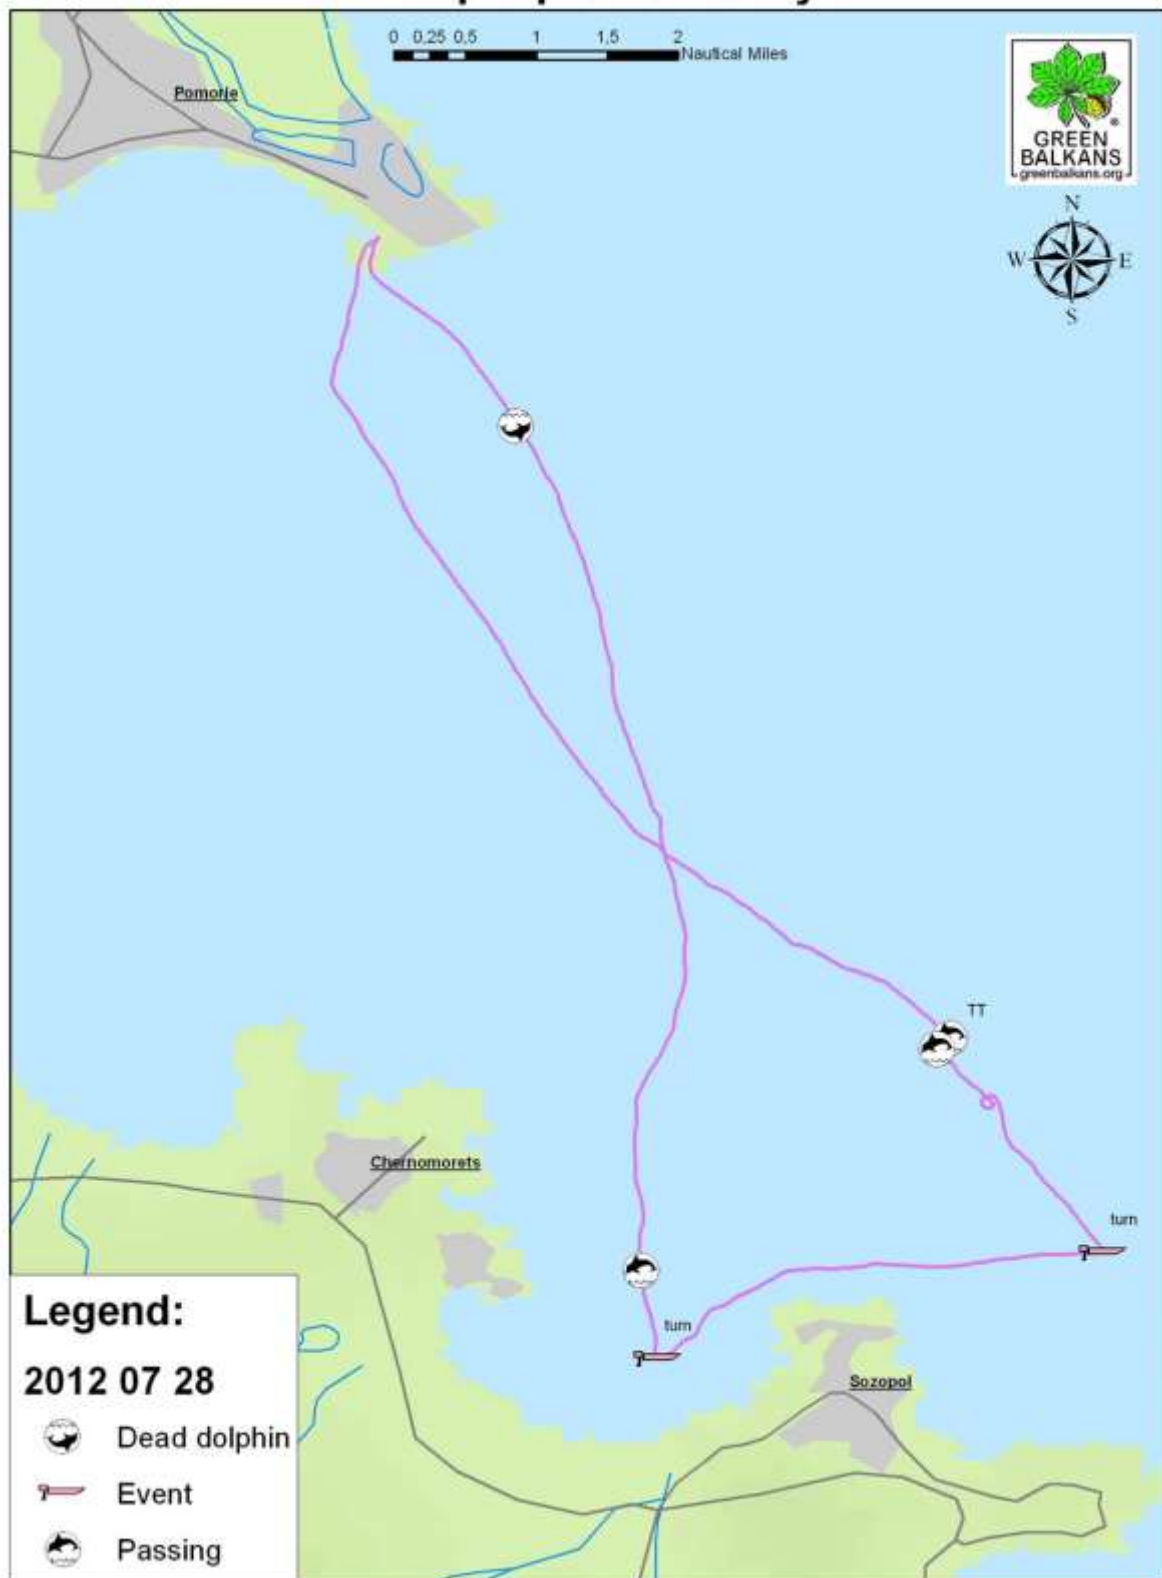 0 0,25 0,5 1 1,5 2
Nautical Miles
Pomorie
GREEN
BALKANS
greenbalkans.org
N
W E
S
TT
turn
Chernomorets
turn
Sozopol
Legend:
2012 07 28
Dead dolphin
Event
Passing